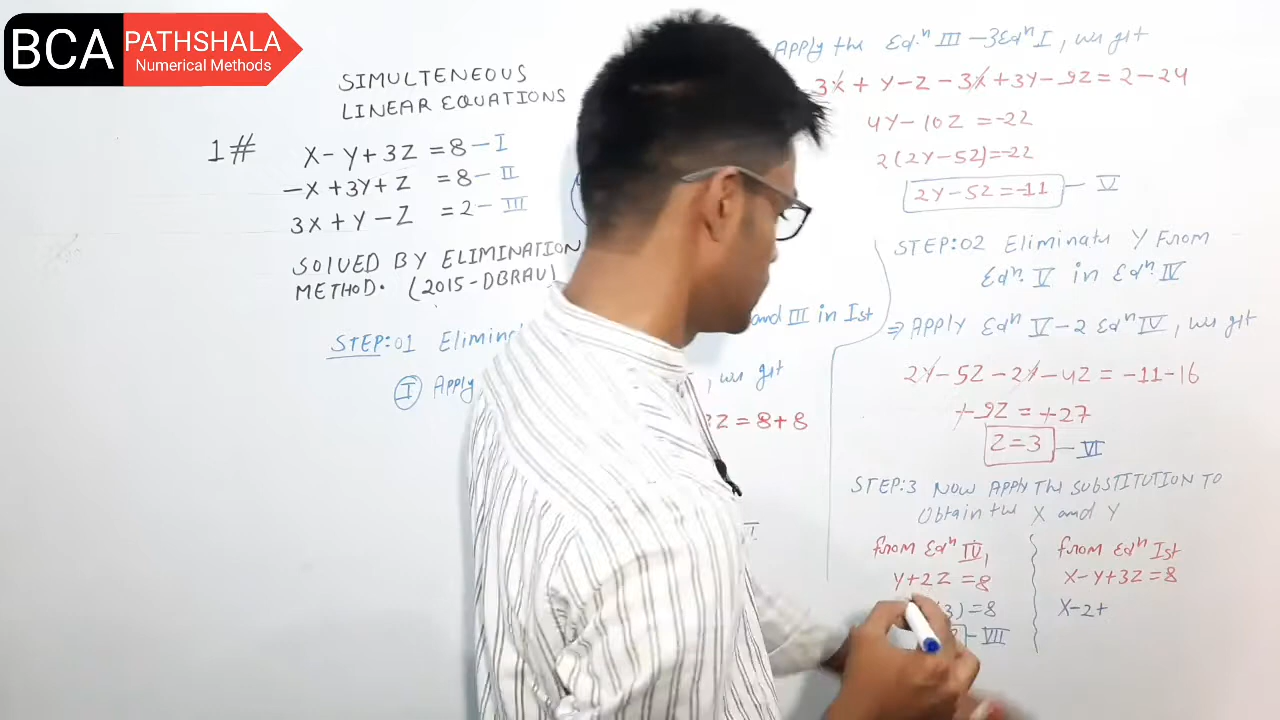 BCA PATHSHALA
Numerical Methods
SIMULTENEOUS
LINEAR EQUATIONS
1# X-Y+3Z =8-I
-X+3Y+Z =8-II
3X+Y-Z =2-III
SOLVED BY ELIMINATION
METHOD. (2015-DBRAU)
STEP:01
and III in Ist
I Apply
, we get
3Z = 8+8
Apply the Eqn III-3Eqn I, we get
3X+Y-Z-3X+3Y-9Z=2-24
4Y-10Z=-22
2(2Y-5Z)=-22
2Y-5Z=-11 - V
STEP:02 Eliminate Y From
Eqn. V in Eqn. IV
⇒ Apply Eqn V-2 Eqn IV, we get
2Y-5Z-2Y-4Z = -11-16
+9Z = +27
Z=3 - VI
STEP:3 NOW APPLY THE SUBSTITUTION TO
Obtain the X and Y
from Eqn IV,
Y+2Z =8
(3)=8
-VII
from Eqn Ist
X-Y+3Z=8
X-2+